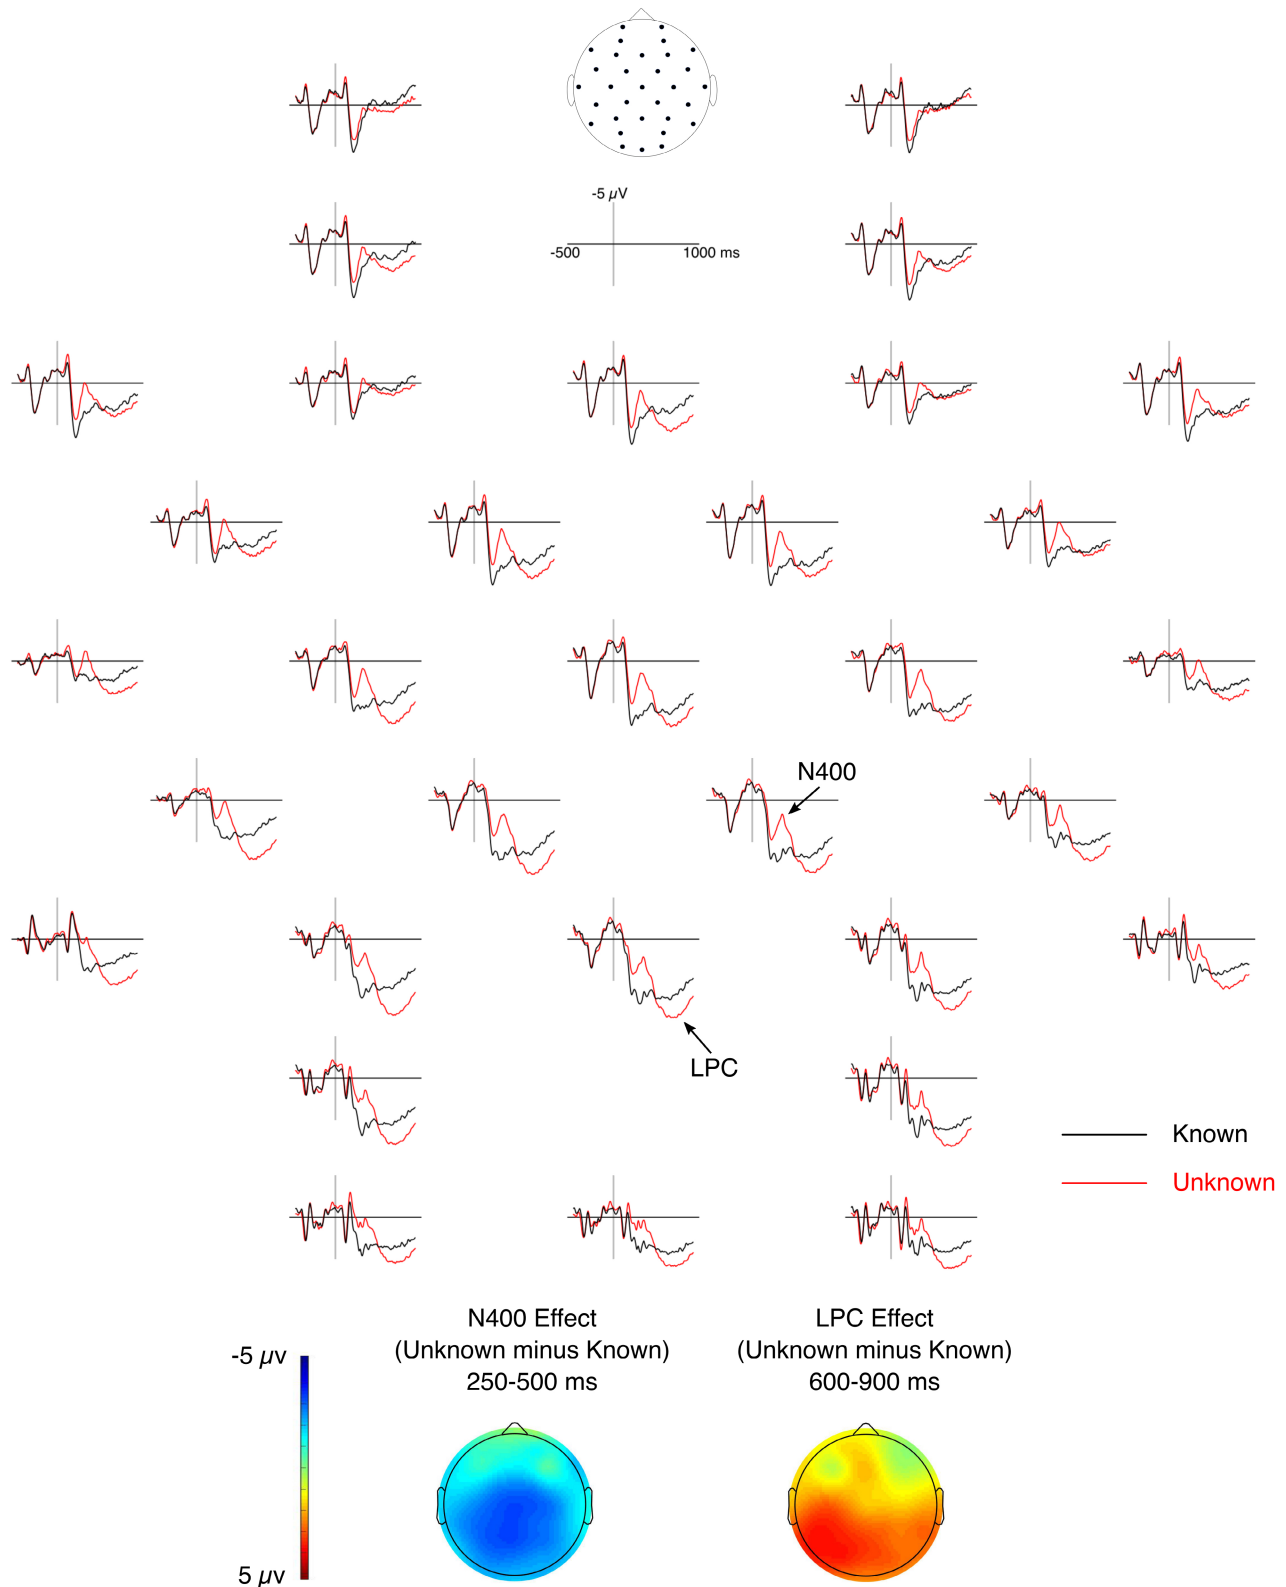 -5 µV
-500
1000 ms
N400
LPC
Known
Unknown
N400 Effect
(Unknown minus Known)
250-500 ms
LPC Effect
(Unknown minus Known)
600-900 ms
-5 µv
5 µv